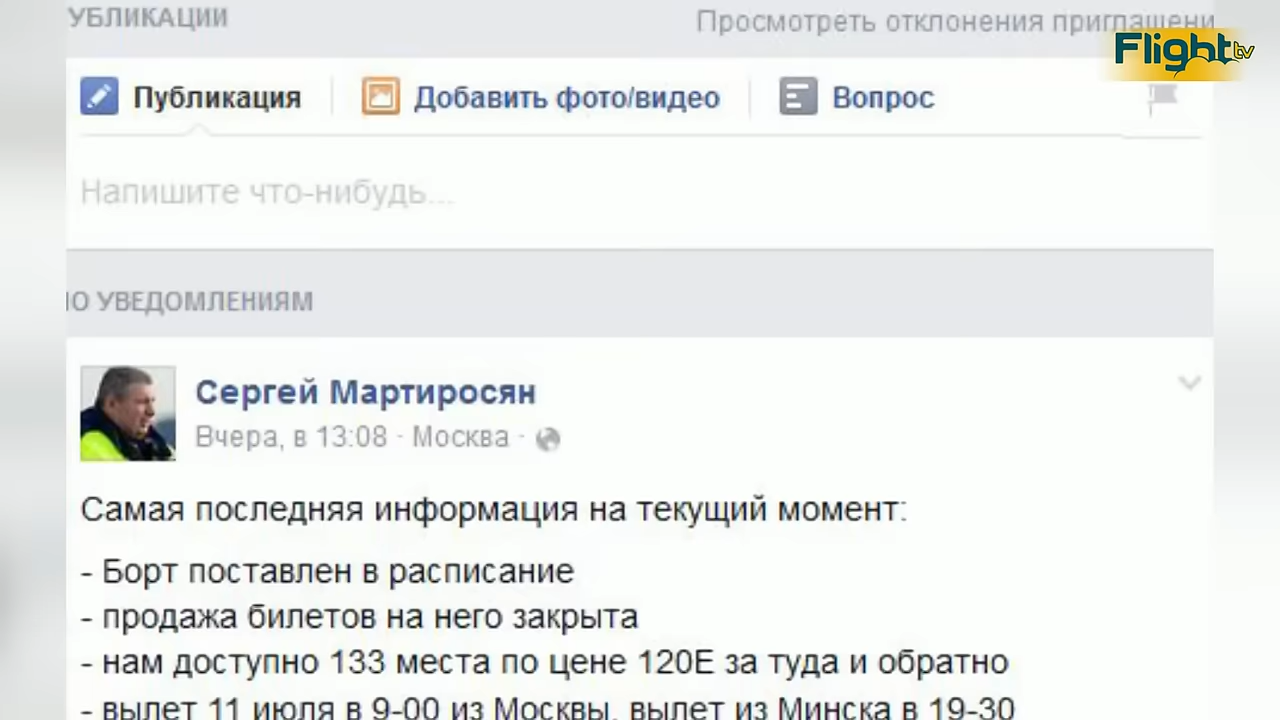 УБЛИКАЦИИ
Просмотреть отклонения приглашени
Flight tv
Публикация
Добавить фото/видео
Вопрос
Напишите что-нибудь...
Ю УВЕДОМЛЕНИЯМ
Сергей Мартиросян
Вчера, в 13:08 · Москва ·
Самая последняя информация на текущий момент:
- Борт поставлен в расписание
- продажа билетов на него закрыта
- нам доступно 133 места по цене 120Е за туда и обратно
- вылет 11 июля в 9-00 из Москвы, вылет из Минска в 19-30